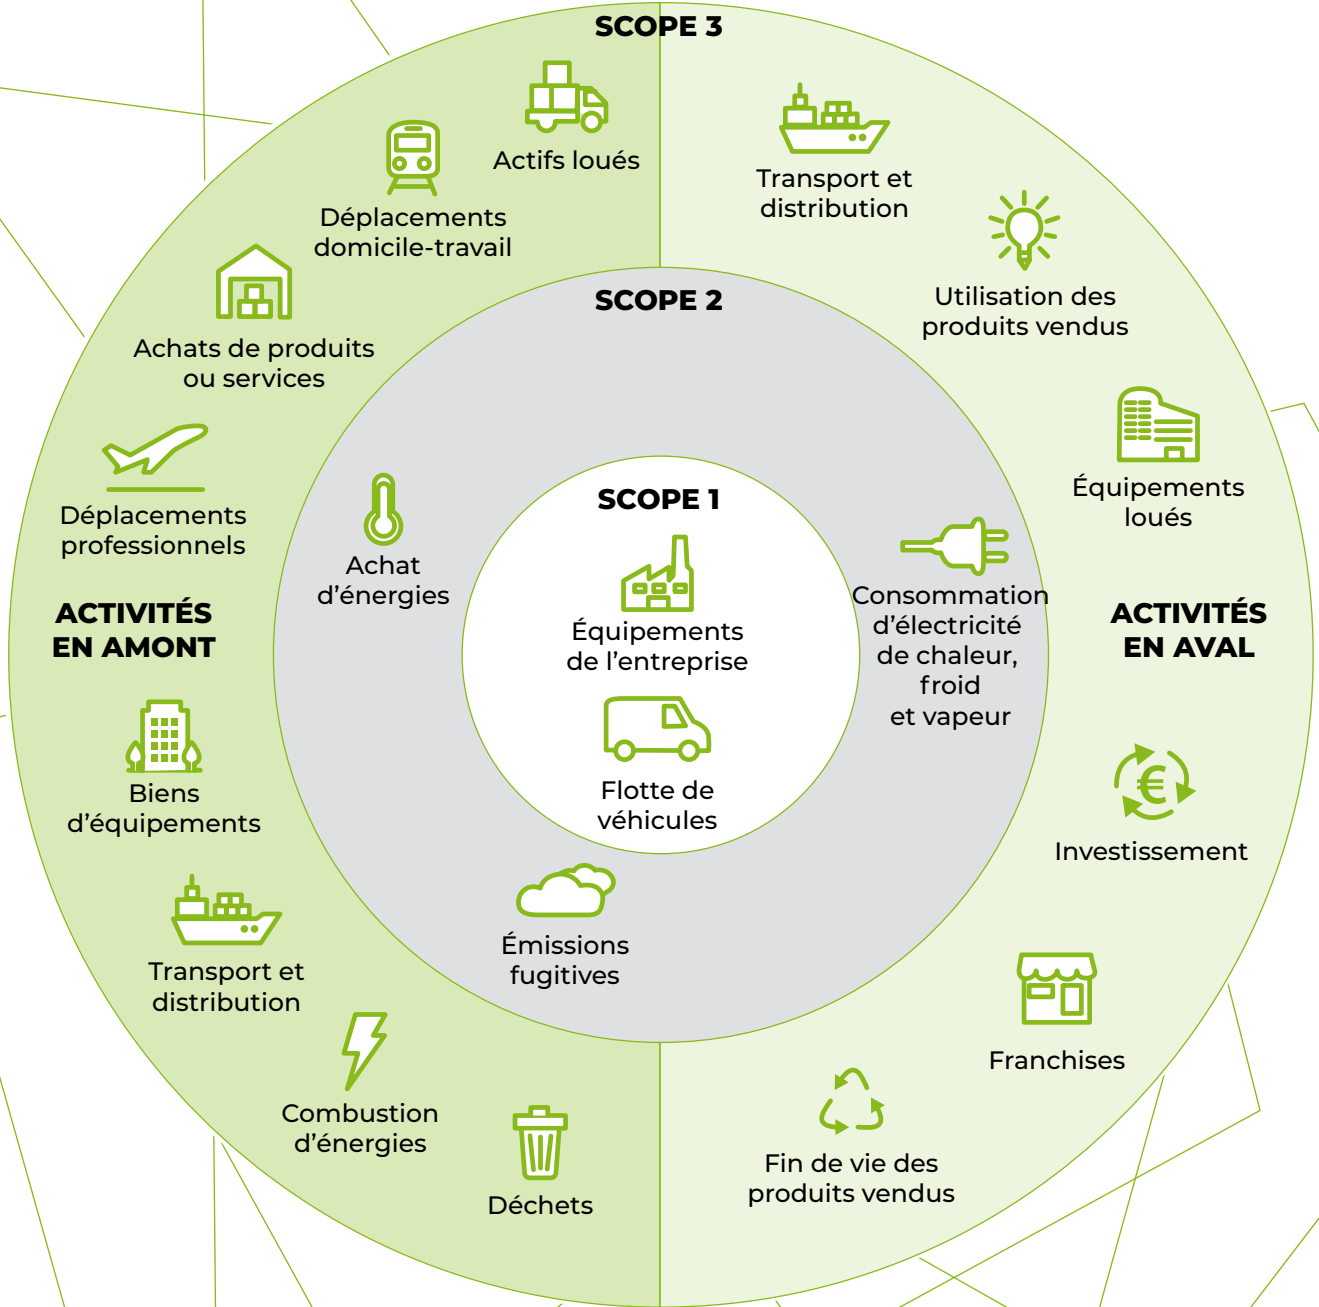 SCOPE 3
Actifs loués
Déplacements
domicile-travail
Achats de produits
ou services
Déplacements
professionnels
ACTIVITÉS
EN AMONT
Biens
d'équipements
Transport et
distribution
Combustion
d'énergies
Déchets
Transport et
distribution
Utilisation des
produits vendus
Équipements
loués
ACTIVITÉS
EN AVAL
€
Investissement
Franchises
Fin de vie des
produits vendus
SCOPE 2
Achat
d'énergies
Consommation
d'électricité
de chaleur,
froid
et vapeur
Émissions
fugitives
SCOPE 1
Équipements
de l'entreprise
Flotte de
véhicules